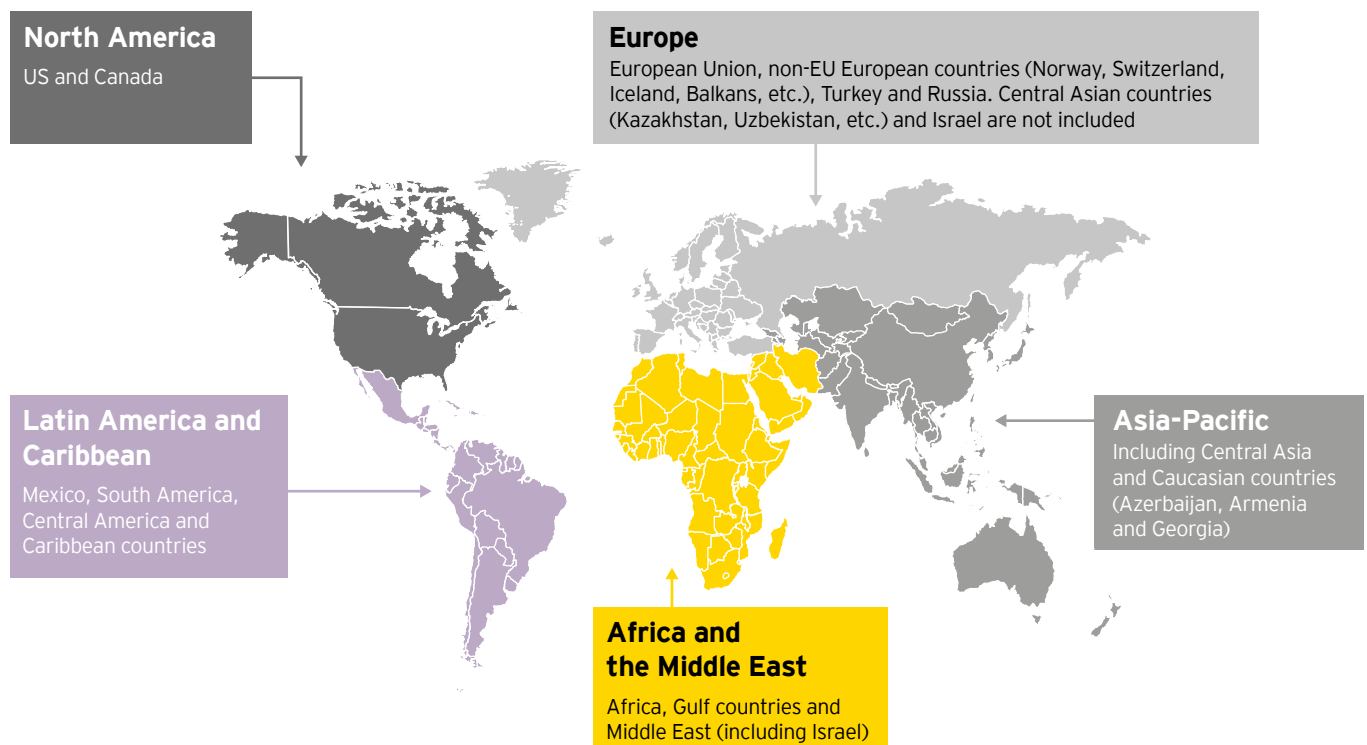 North America
US and Canada
Europe
European Union, non-EU European countries (Norway, Switzerland,
Iceland, Balkans, etc.), Turkey and Russia. Central Asian countries
(Kazakhstan, Uzbekistan, etc.) and Israel are not included
Latin America and
Caribbean
Mexico, South America,
Central America and
Caribbean countries
Asia-Pacific
Including Central Asia
and Caucasian countries
(Azerbaijan, Armenia
and Georgia)
Africa and
the Middle East
Africa, Gulf countries and
Middle East (including Israel)